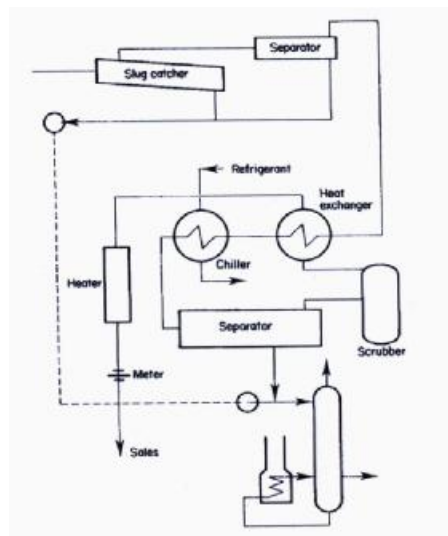 Separator
Slug catcher
Refrigerant
Heat
exchanger
Chiller
Heater
Separator
Scrubber
Meter
Sales